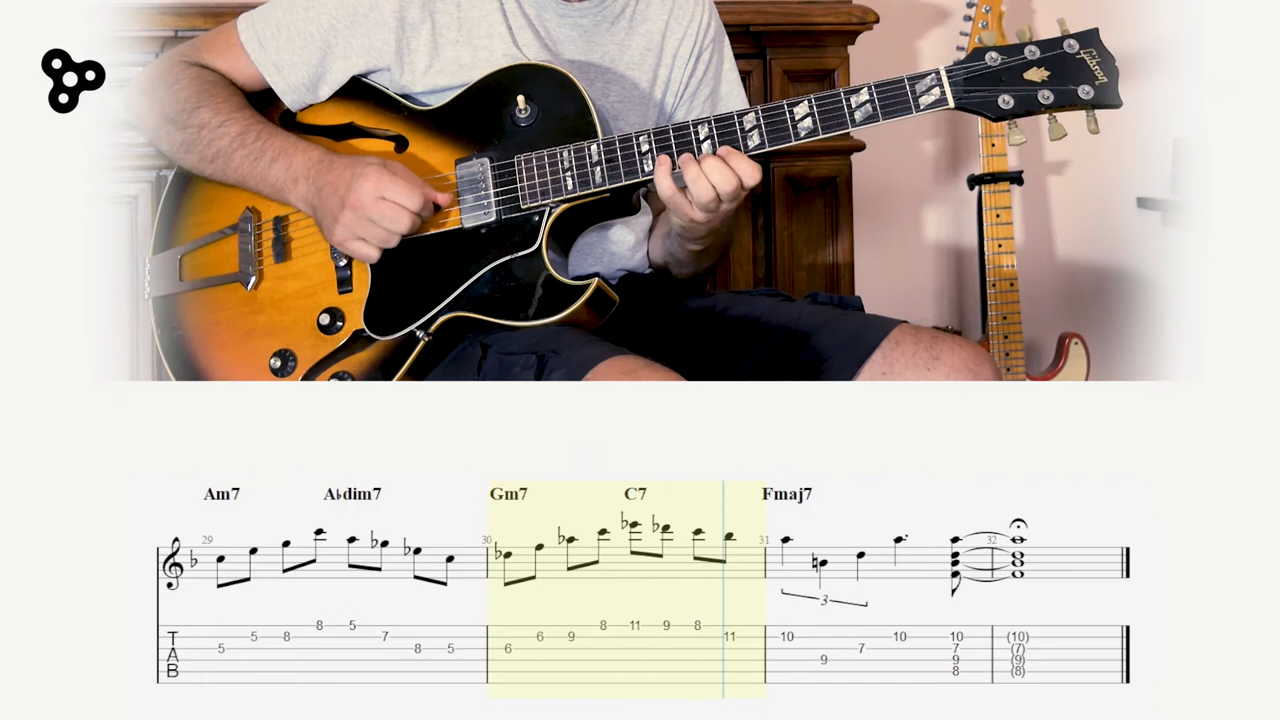 Gibson
Am7 A♭dim7 Gm7 C7 Fmaj7
29 30 31 32
3
T
A
B
8 5 8 11 9 8
5 8 7 6 9 11 10 10 10 (10)
5 8 5 6 7 7 (7)
9 9 (9)
8 (8)